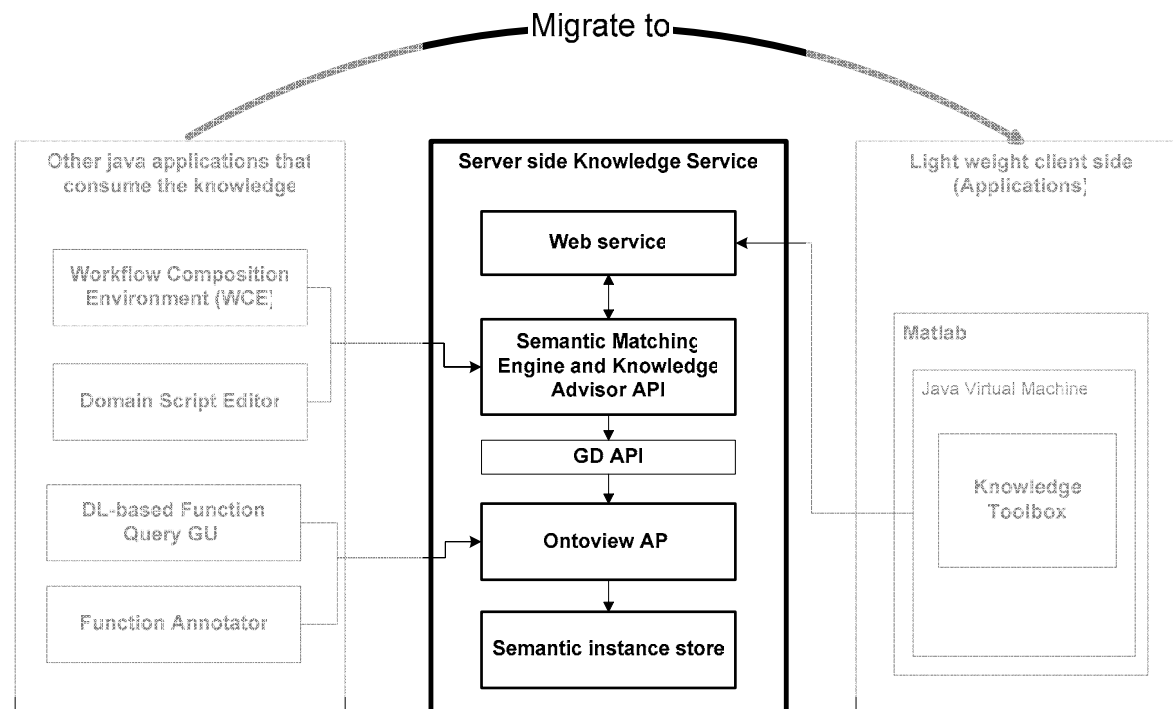 Migrate to
Other java applications that
consume the knowledge
Workflow Composition
Environment (WCE)
Domain Script Editor
DL-based Function
Query GU
Function Annotator
Server side Knowledge Service
Web service
Semantic Matching
Engine and Knowledge
Advisor API
GD API
Ontoview AP
Semantic instance store
Light weight client side
(Applications)
Matlab
Java Virtual Machine
Knowledge
Toolbox